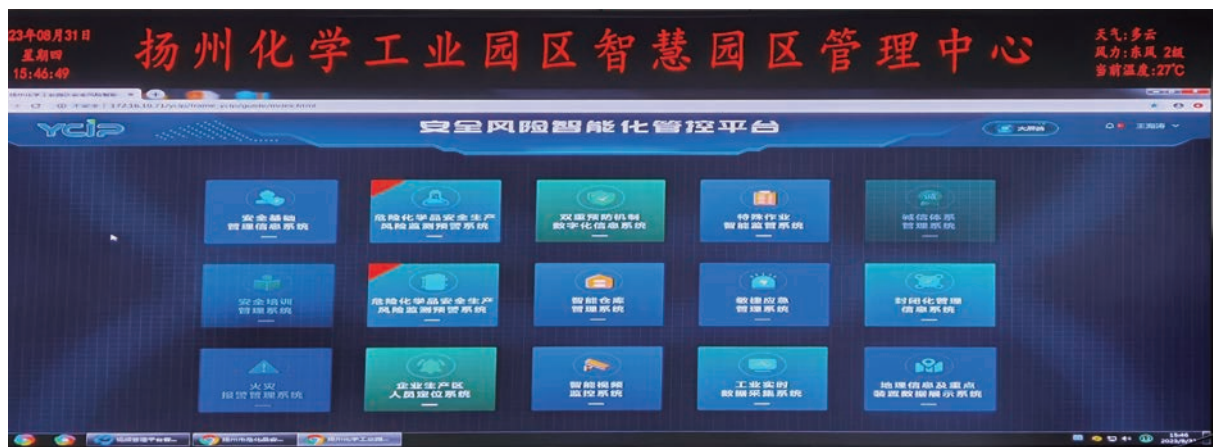 23年08月31日
星期四
15:46:49
扬州化学工业园区智慧园区管理中心
天气:多云
风力:东风 2级
当前温度:27℃
YCIP
安全风险智能化管控平台
大屏端
王海涛
安全基础
管理信息系统
危险化学品安全生产
风险监测预警系统
双重预防机制
数字化信息系统
特殊作业
智能监管系统
诚信体系
管理系统
安全培训
管理系统
危险化学品安全生产
风险监测预警系统
智能仓库
管理系统
敏捷应急
管理系统
封闭化管理
信息系统
火灾
报警管理系统
企业生产区
人员定位系统
智能视频
监控系统
工业实时
数据采集系统
地理信息及重点
装置数据展示系统
15:46